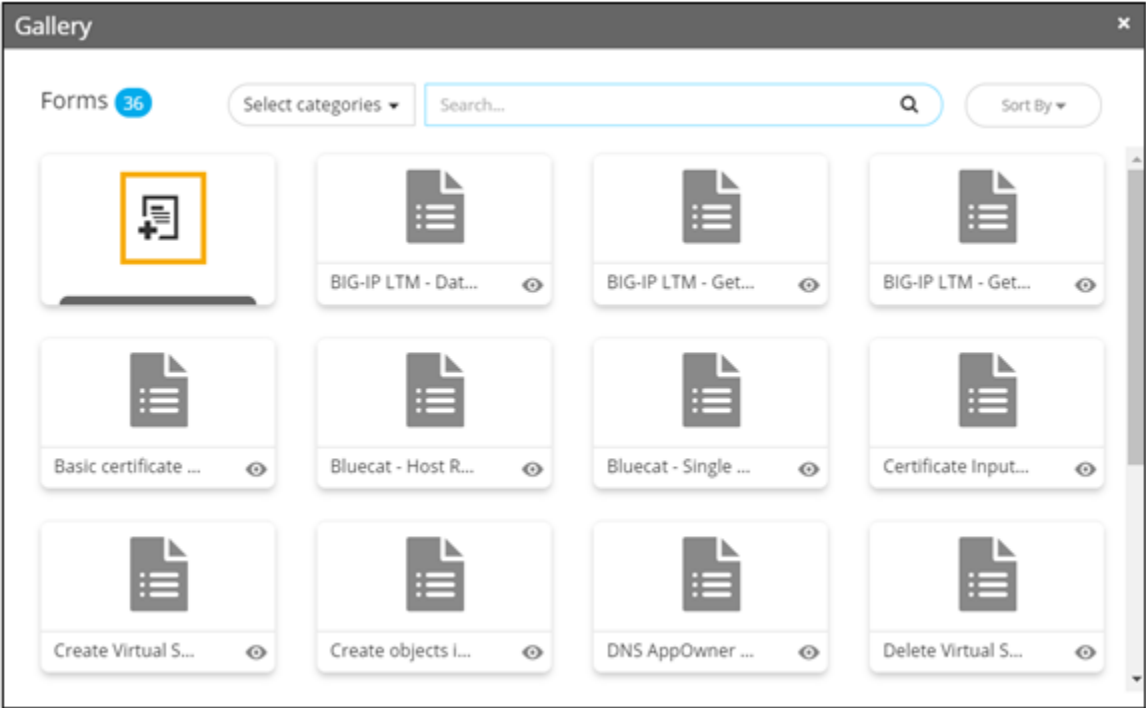 Gallery
Forms 36 Select categories Search... Sort By
BIG-IP LTM - Dat... BIG-IP LTM - Get... BIG-IP LTM - Get...
Basic certificate ... Bluecat - Host R... Bluecat - Single ... Certificate Input...
Create Virtual S... Create objects i... DNS AppOwner ... Delete Virtual S...